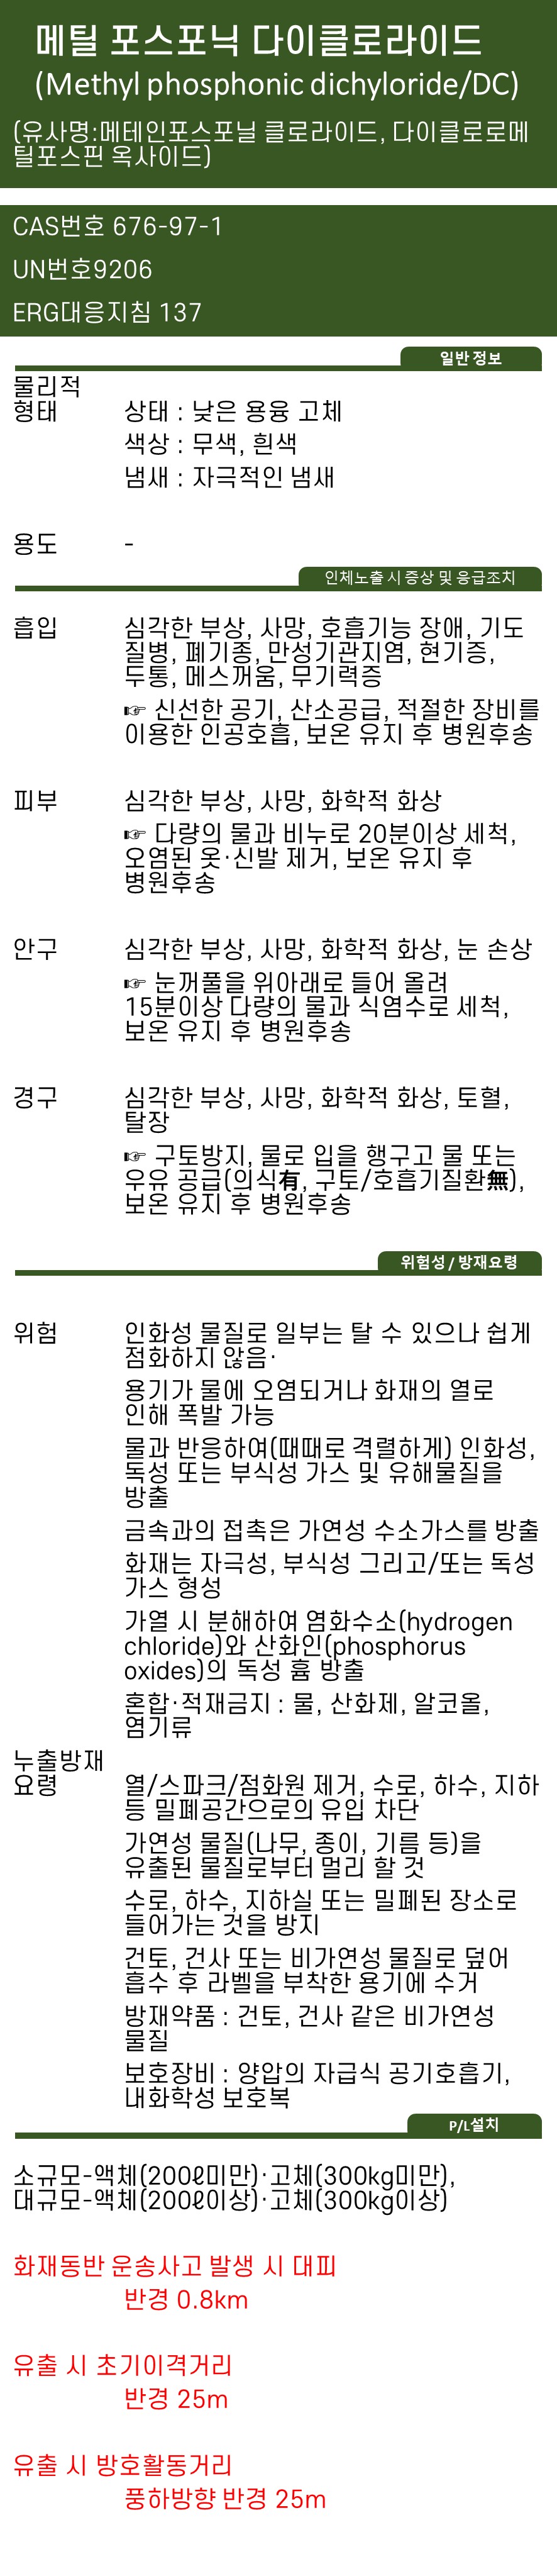 메틸 포스포닉 다이클로라이드
(Methyl phosphonic dichyloride/DC)
(유사명:메테인포스포닐 클로라이드, 다이클로로메
틸포스핀 옥사이드)
CAS번호 676-97-1
UN번호9206
ERG대응지침 137
일반 정보
물리적
형태 상태 : 낮은 용융 고체
색상 : 무색, 흰색
냄새 : 자극적인 냄새
용도 -
인체노출 시 증상 및 응급조치
흡입 심각한 부상, 사망, 호흡기능 장애, 기도
질병, 폐기종, 만성기관지염, 현기증,
두통, 메스꺼움, 무기력증
☞ 신선한 공기, 산소공급, 적절한 장비를
이용한 인공호흡, 보온 유지 후 병원후송
피부 심각한 부상, 사망, 화학적 화상
☞ 다량의 물과 비누로 20분이상 세척,
오염된 옷·신발 제거, 보온 유지 후
병원후송
안구 심각한 부상, 사망, 화학적 화상, 눈 손상
☞ 눈꺼풀을 위아래로 들어 올려
15분이상 다량의 물과 식염수로 세척,
보온 유지 후 병원후송
경구 심각한 부상, 사망, 화학적 화상, 토혈,
탈장
☞ 구토방지, 물로 입을 헹구고 물 또는
우유 공급(의식有, 구토/호흡기질환無),
보온 유지 후 병원후송
위험성 / 방재요령
위험 인화성 물질로 일부는 탈 수 있으나 쉽게
점화하지 않음·
용기가 물에 오염되거나 화재의 열로
인해 폭발 가능
물과 반응하여(때때로 격렬하게) 인화성,
독성 또는 부식성 가스 및 유해물질을
방출
금속과의 접촉은 가연성 수소가스를 방출
화재는 자극성, 부식성 그리고/또는 독성
가스 형성
가열 시 분해하여 염화수소(hydrogen
chloride)와 산화인(phosphorus
oxides)의 독성 흄 방출
혼합·적재금지 : 물, 산화제, 알코올,
염기류
누출방재
요령 열/스파크/점화원 제거, 수로, 하수, 지하
등 밀폐공간으로의 유입 차단
가연성 물질(나무, 종이, 기름 등)을
유출된 물질로부터 멀리 할 것
수로, 하수, 지하실 또는 밀폐된 장소로
들어가는 것을 방지
건토, 건사 또는 비가연성 물질로 덮어
흡수 후 라벨을 부착한 용기에 수거
방재약품 : 건토, 건사 같은 비가연성
물질
보호장비 : 양압의 자급식 공기호흡기,
내화학성 보호복
P/L설치
소규모-액체(200ℓ미만)·고체(300kg미만),
대규모-액체(200ℓ이상)·고체(300kg이상)
화재동반 운송사고 발생 시 대피
반경 0.8km
유출 시 초기이격거리
반경 25m
유출 시 방호활동거리
풍하방향 반경 25m